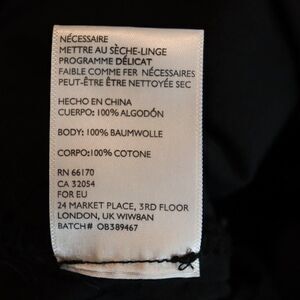 NÉCESSAIRE
METTRE AU SÈCHE-LINGE
PROGRAMME DÉLICAT
FAIBLE COMME FER NÉCESSAIRES
PEUT-ÊTRE ÊTRE NETTOYÉE SEC
HECHO EN CHINA
CUERPO: 100% ALGODÓN
BODY: 100% BAUMWOLLE
CORPO:100% COTONE
RN 66170
CA 32054
FOR EU
24 MARKET PLACE, 3RD FLOOR
LONDON, UK WIW8AN
BATCH# OB389467